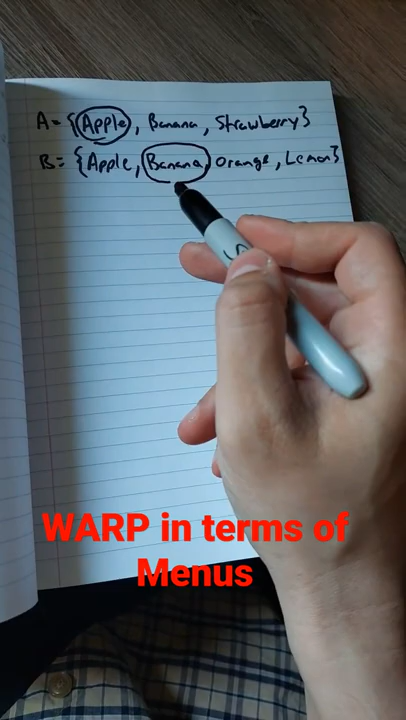 A = {Apple, Banana, Strawberry}
B = {Apple, Banana, Orange, Lemon}
WARP in terms of
Menus